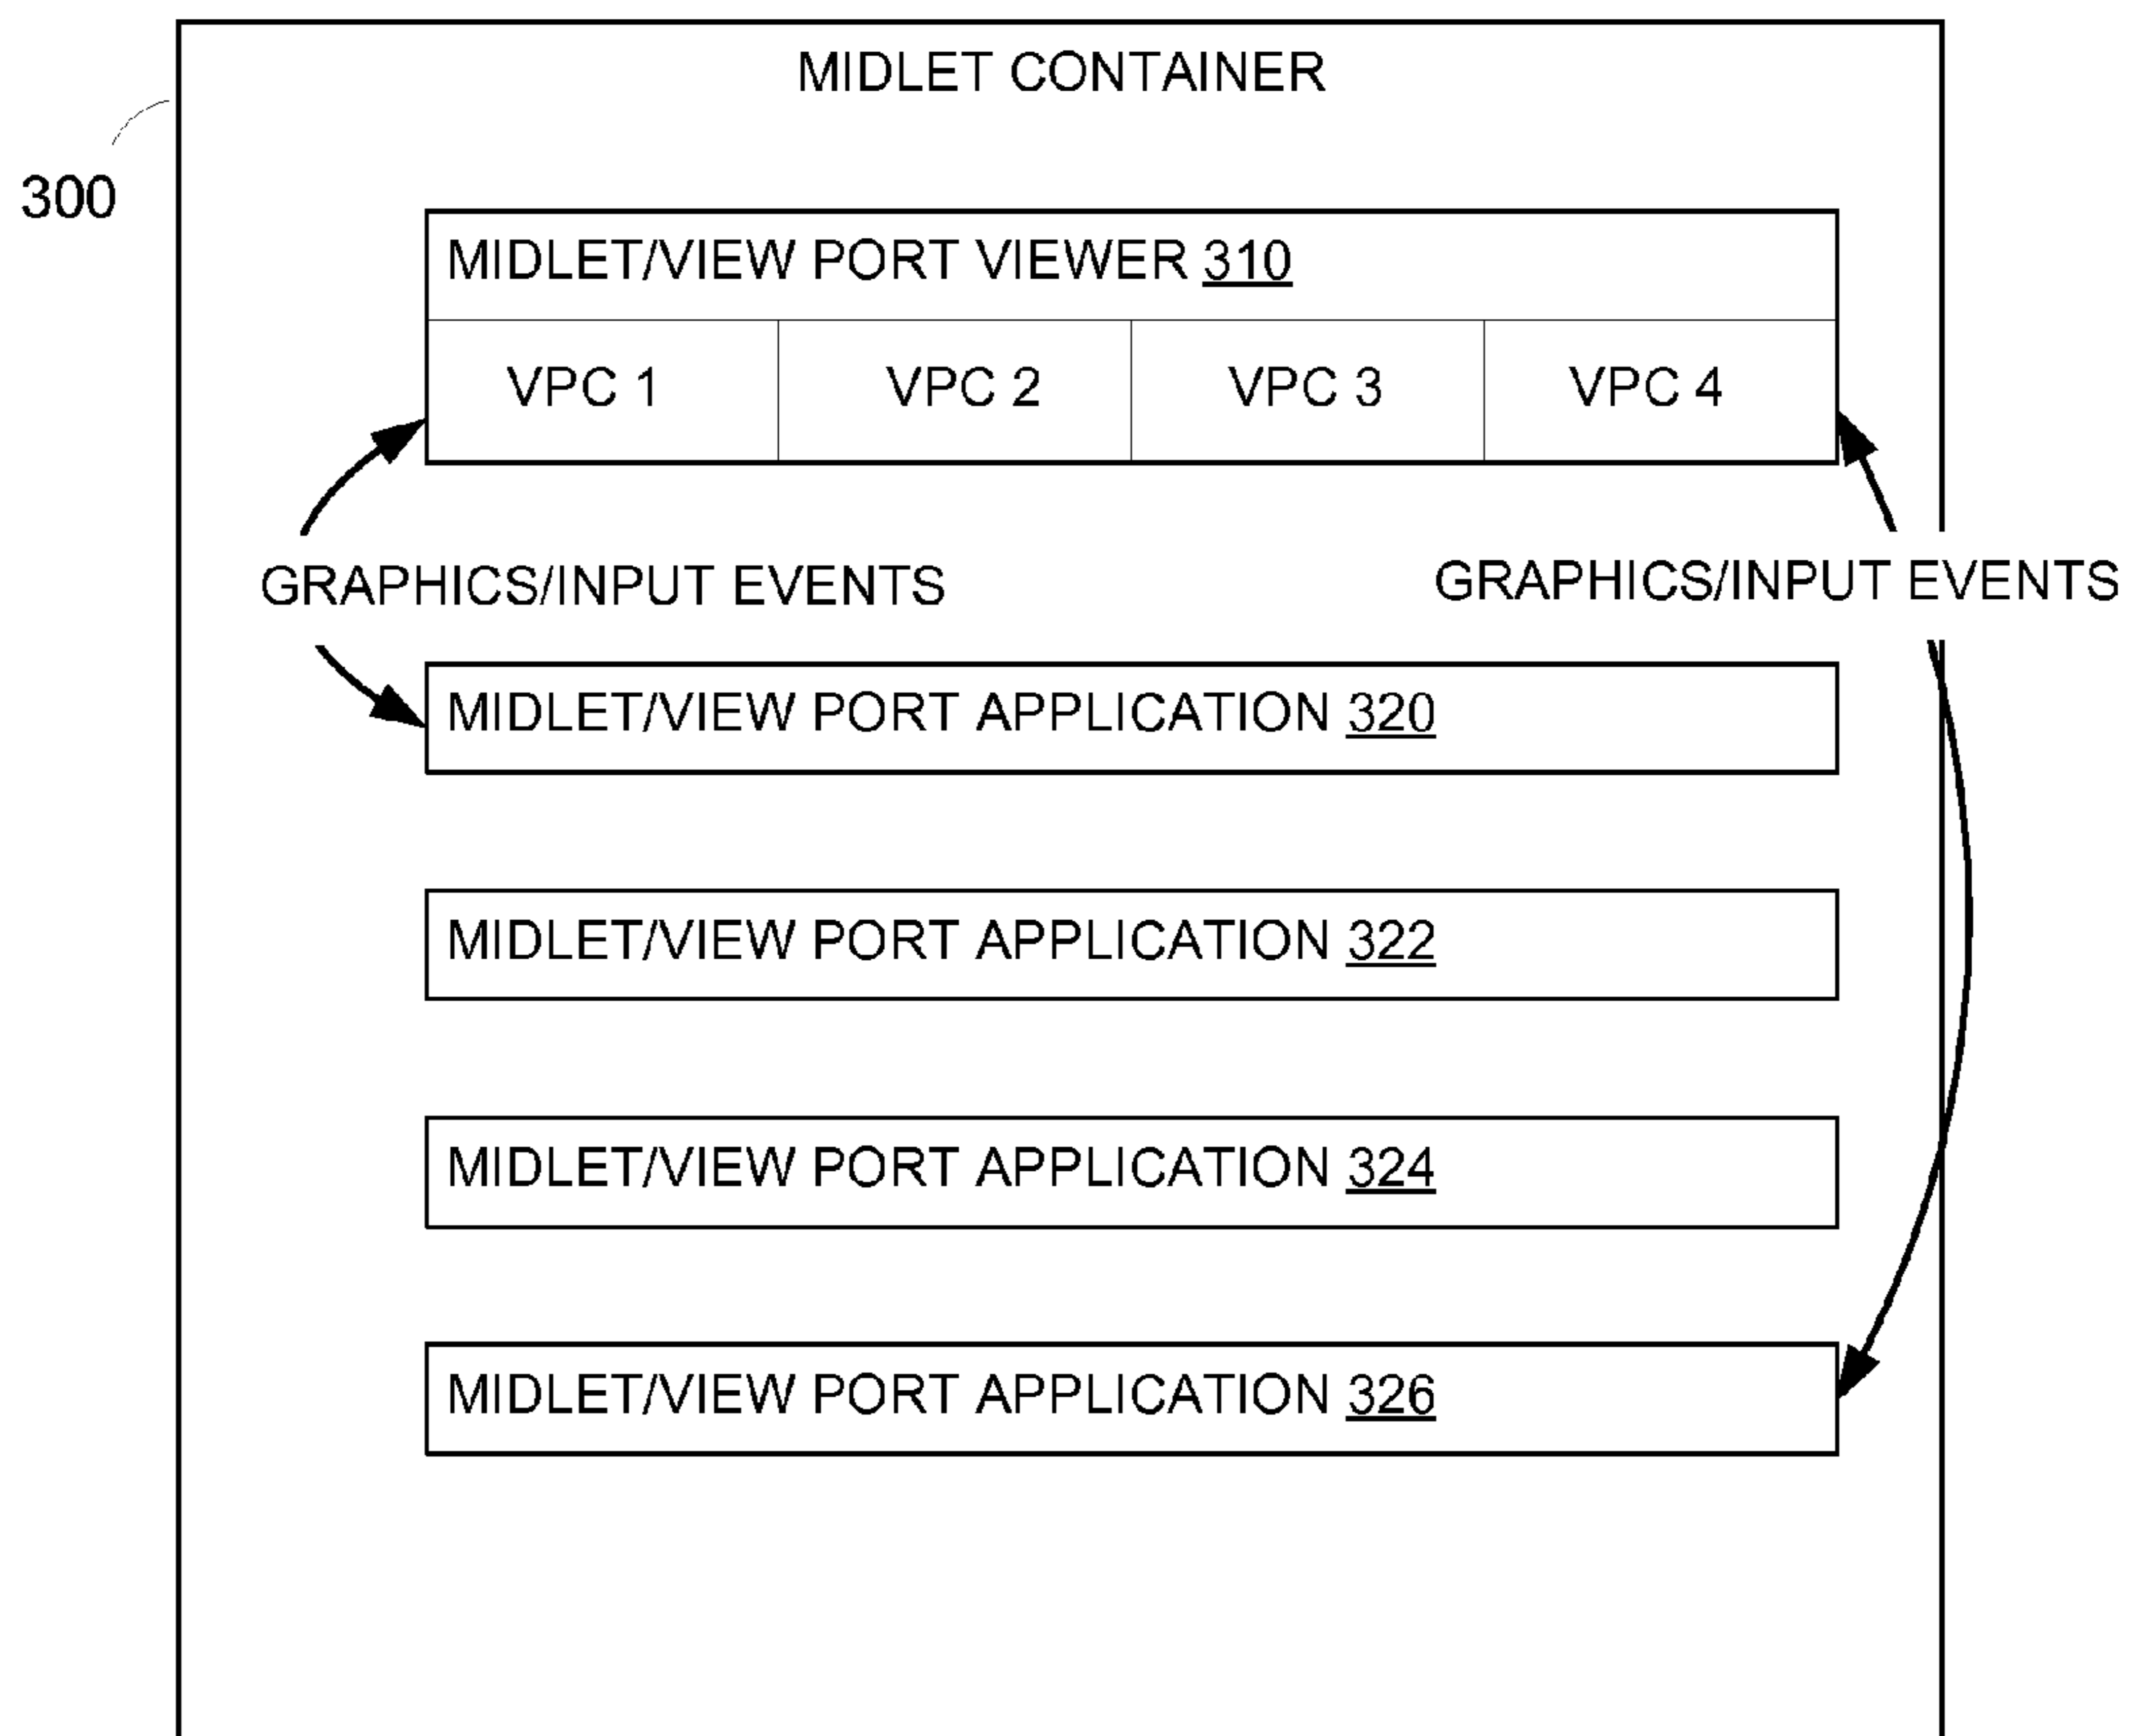 MIDLET CONTAINER
300
MIDLET/VIEW PORT VIEWER 310
VPC 1
VPC 2
VPC 3
VPC 4
GRAPHICS/INPUT EVENTS
GRAPHICS/INPUT EVENTS
MIDLET/VIEW PORT APPLICATION 320
MIDLET/VIEW PORT APPLICATION 322
MIDLET/VIEW PORT APPLICATION 324
MIDLET/VIEW PORT APPLICATION 326